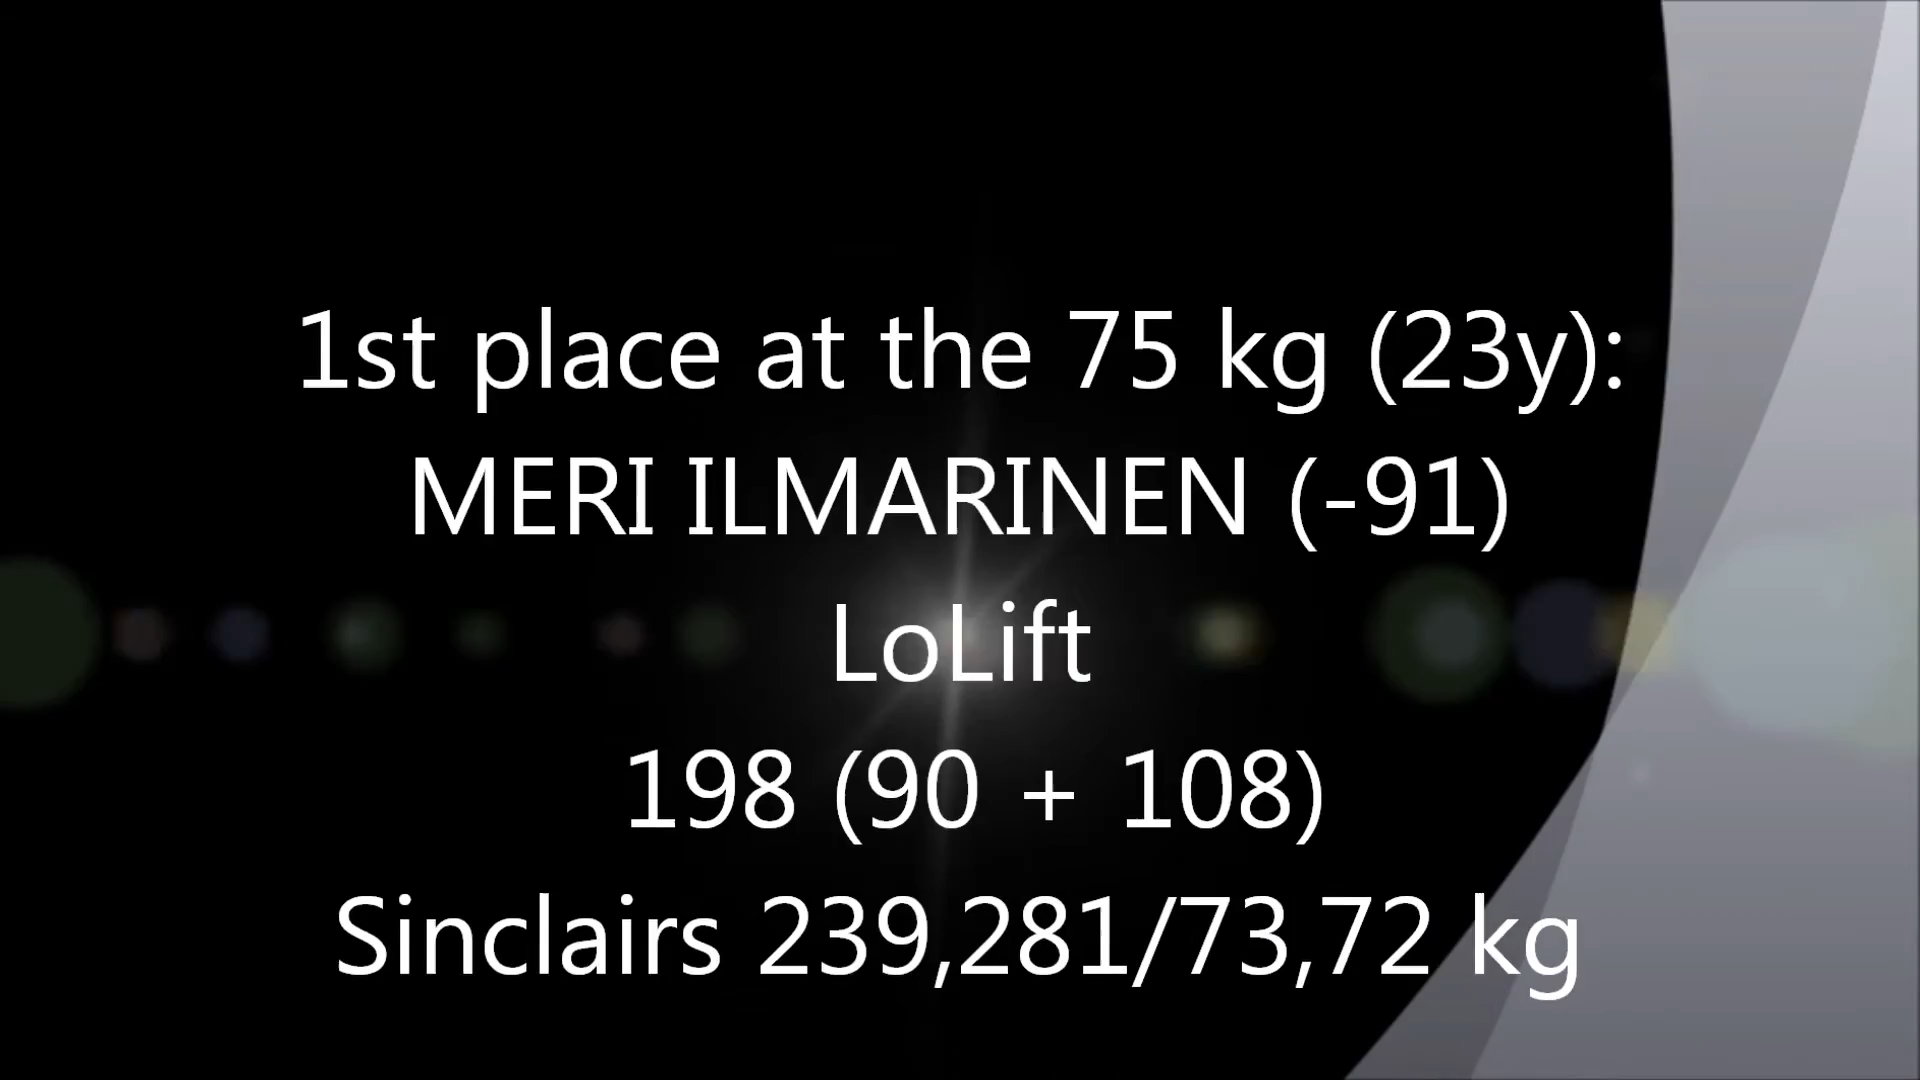 1st place at the 75 kg (23y):
MERI ILMARINEN (-91)
LoLift
198 (90 + 108)
Sinclairs 239,281/73,72 kg